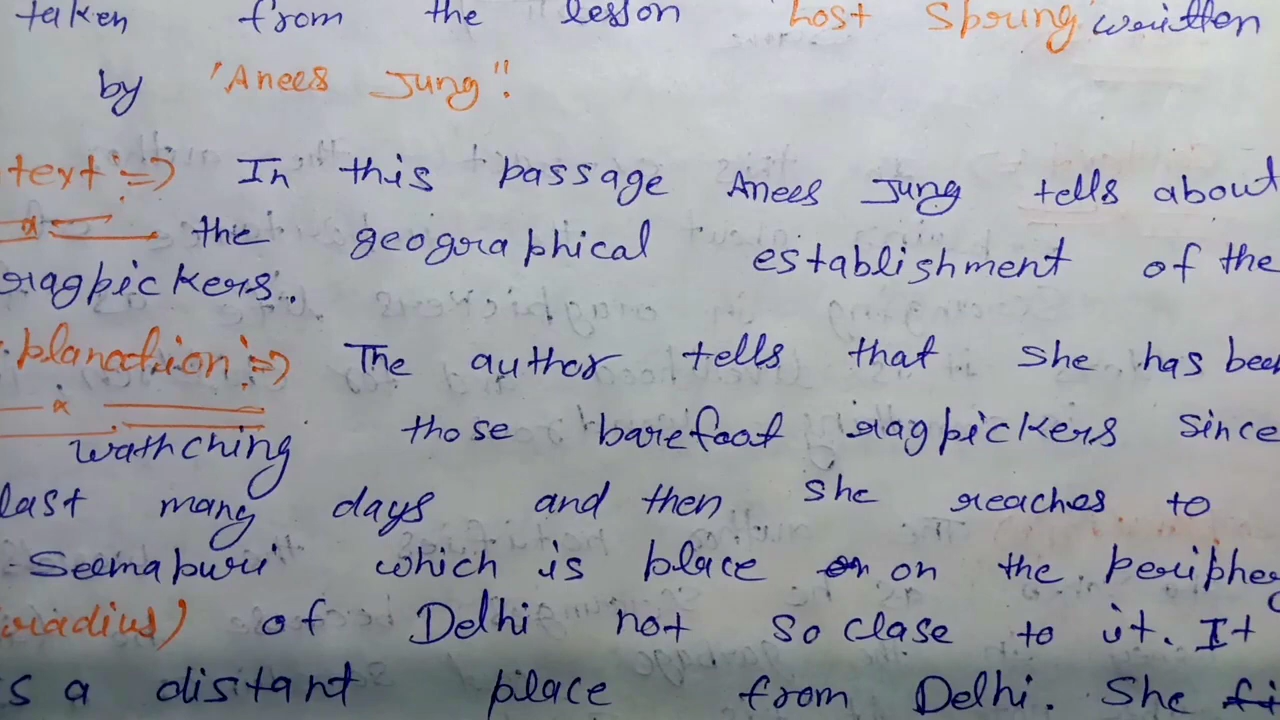 taken from the lesson 'Lost Spring' written
by 'Anees Jung".
text :=> In this passage Anees Jung tells about
the geographical establishment of the
ragpickers.
planation :=> The author tells that she has been
wathching those barefoot ragpickers since
last many days and then she reaches to
Seemapuri which is place on on the periphery
(radius) of Delhi not so close to it. It
is a distant place from Delhi. She